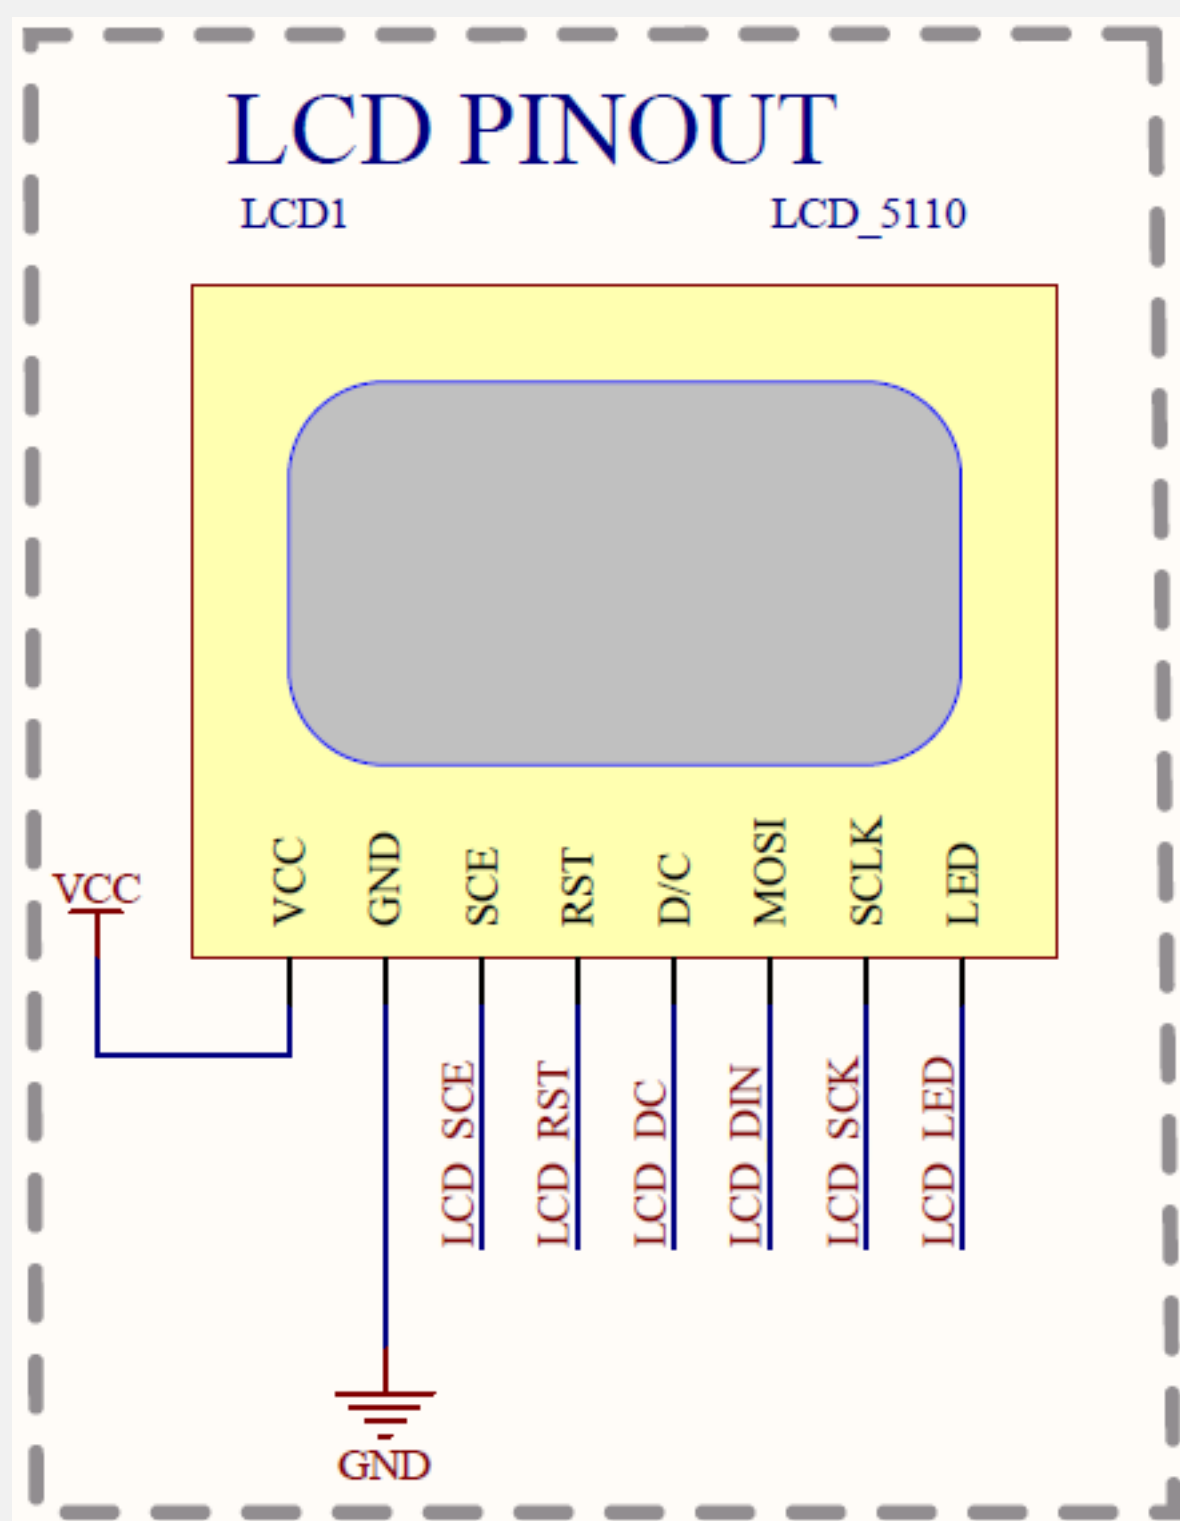 LCD PINOUT
LCD1
LCD_5110
VCC
GND
SCE
RST
D/C
MOSI
SCLK
LED
VCC
LCD_SCE
LCD_RST
LCD_DC
LCD_DIN
LCD_SCK
LCD_LED
GND